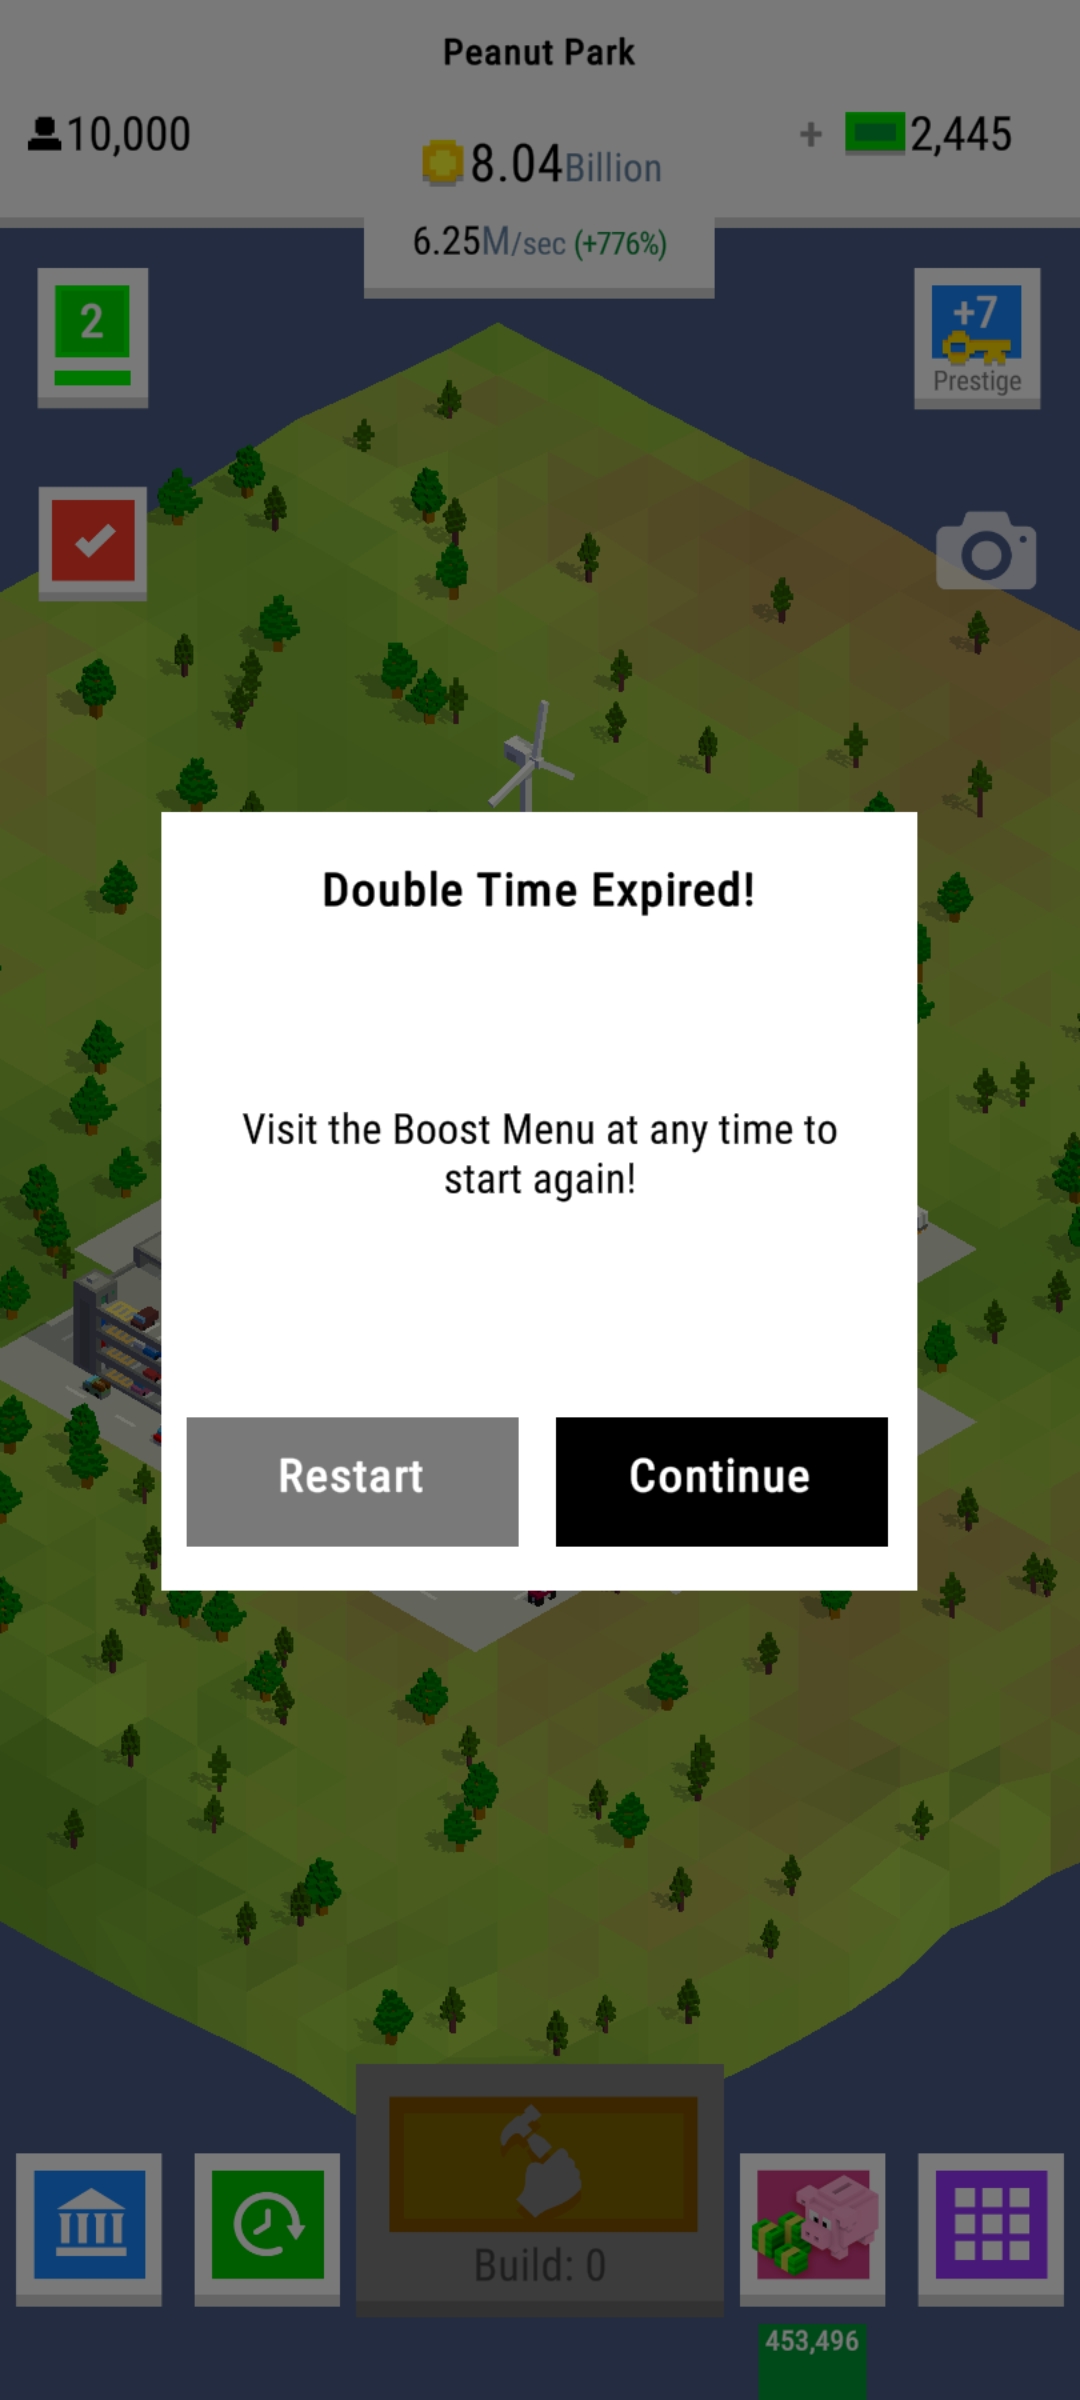 Peanut Park
10,000
8.04Billion
+ 2,445
6.25M/sec (+776%)
2
+7
Prestige
Double Time Expired!
Visit the Boost Menu at any time to
start again!
Restart
Continue
Build: 0
453,496